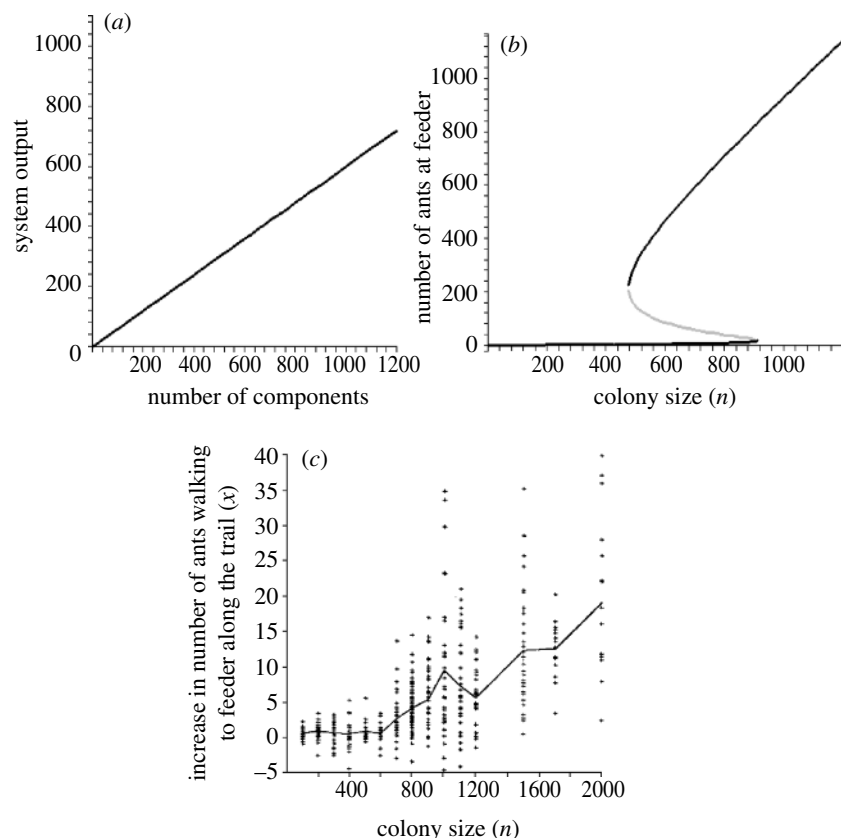 (a)
1000
800
600
400
200
0
system output
200 400 600 800 1000 1200
number of components
(b)
1000
800
600
400
200
0
number of ants at feeder
200 400 600 800 1000
colony size (n)
(c)
40
35
30
25
20
15
10
5
0
–5
increase in number of ants walking
to feeder along the trail (x)
400 800 1200 1600 2000
colony size (n)